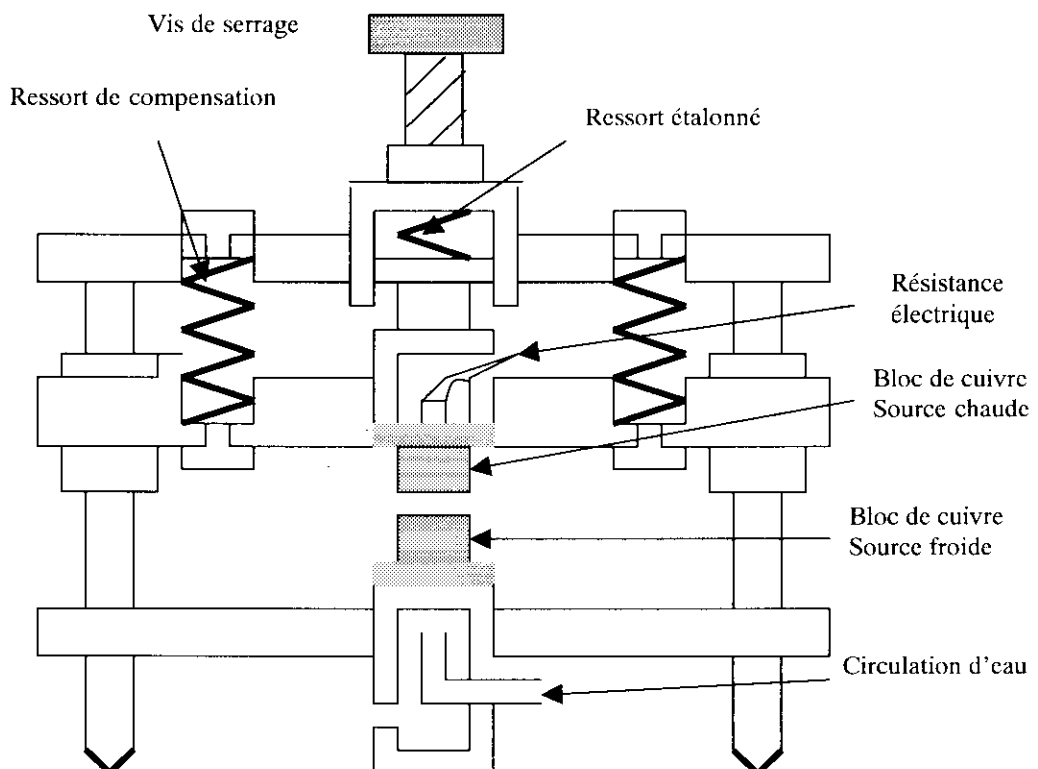 Vis de serrage
Ressort de compensation
Ressort étalonné
Résistance
électrique
Bloc de cuivre
Source chaude
Bloc de cuivre
Source froide
Circulation d'eau